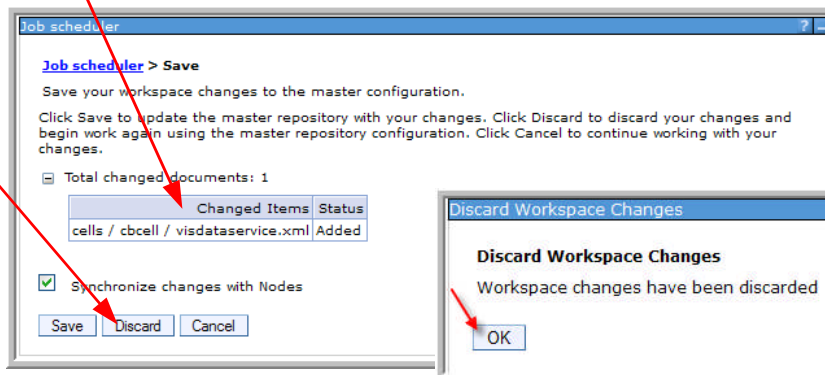 Job scheduler ? –
Job scheduler > Save
Save your workspace changes to the master configuration.
Click Save to update the master repository with your changes. Click Discard to discard your changes and
begin work again using the master repository configuration. Click Cancel to continue working with your
changes.
Total changed documents: 1
Changed Items Status
cells / cbcell / visdataservice.xml Added
Synchronize changes with Nodes
Save Discard Cancel
Discard Workspace Changes
Discard Workspace Changes
Workspace changes have been discarded
OK